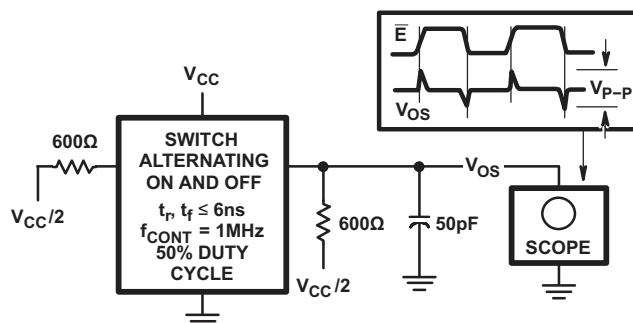 E
V_P–P
V_OS
V_CC
600Ω
V_CC/2
SWITCH
ALTERNATING
ON AND OFF
t_r, t_f ≤ 6ns
f_CONT = 1MHz
50% DUTY
CYCLE
600Ω
V_CC/2
50pF
V_OS
SCOPE